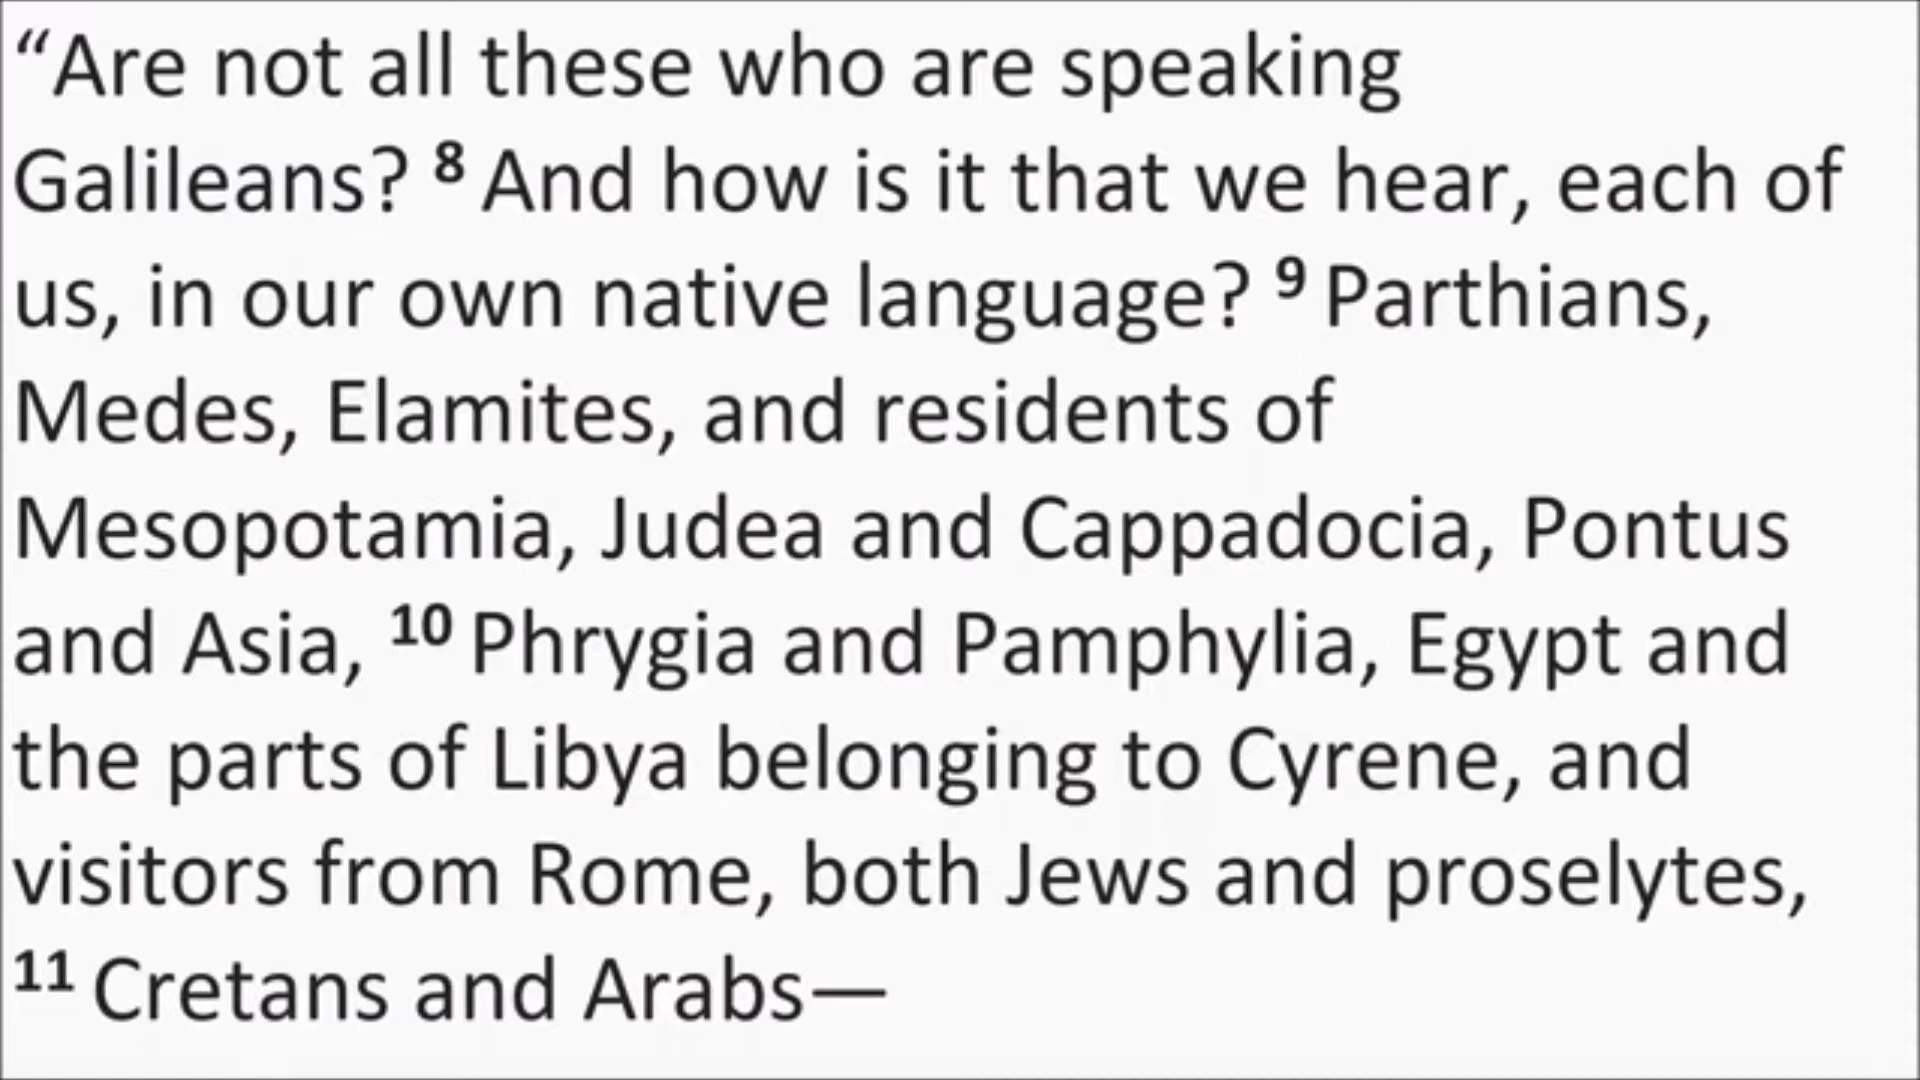 “Are not all these who are speaking
Galileans? 8 And how is it that we hear, each of
us, in our own native language? 9 Parthians,
Medes, Elamites, and residents of
Mesopotamia, Judea and Cappadocia, Pontus
and Asia, 10 Phrygia and Pamphylia, Egypt and
the parts of Libya belonging to Cyrene, and
visitors from Rome, both Jews and proselytes,
11 Cretans and Arabs—